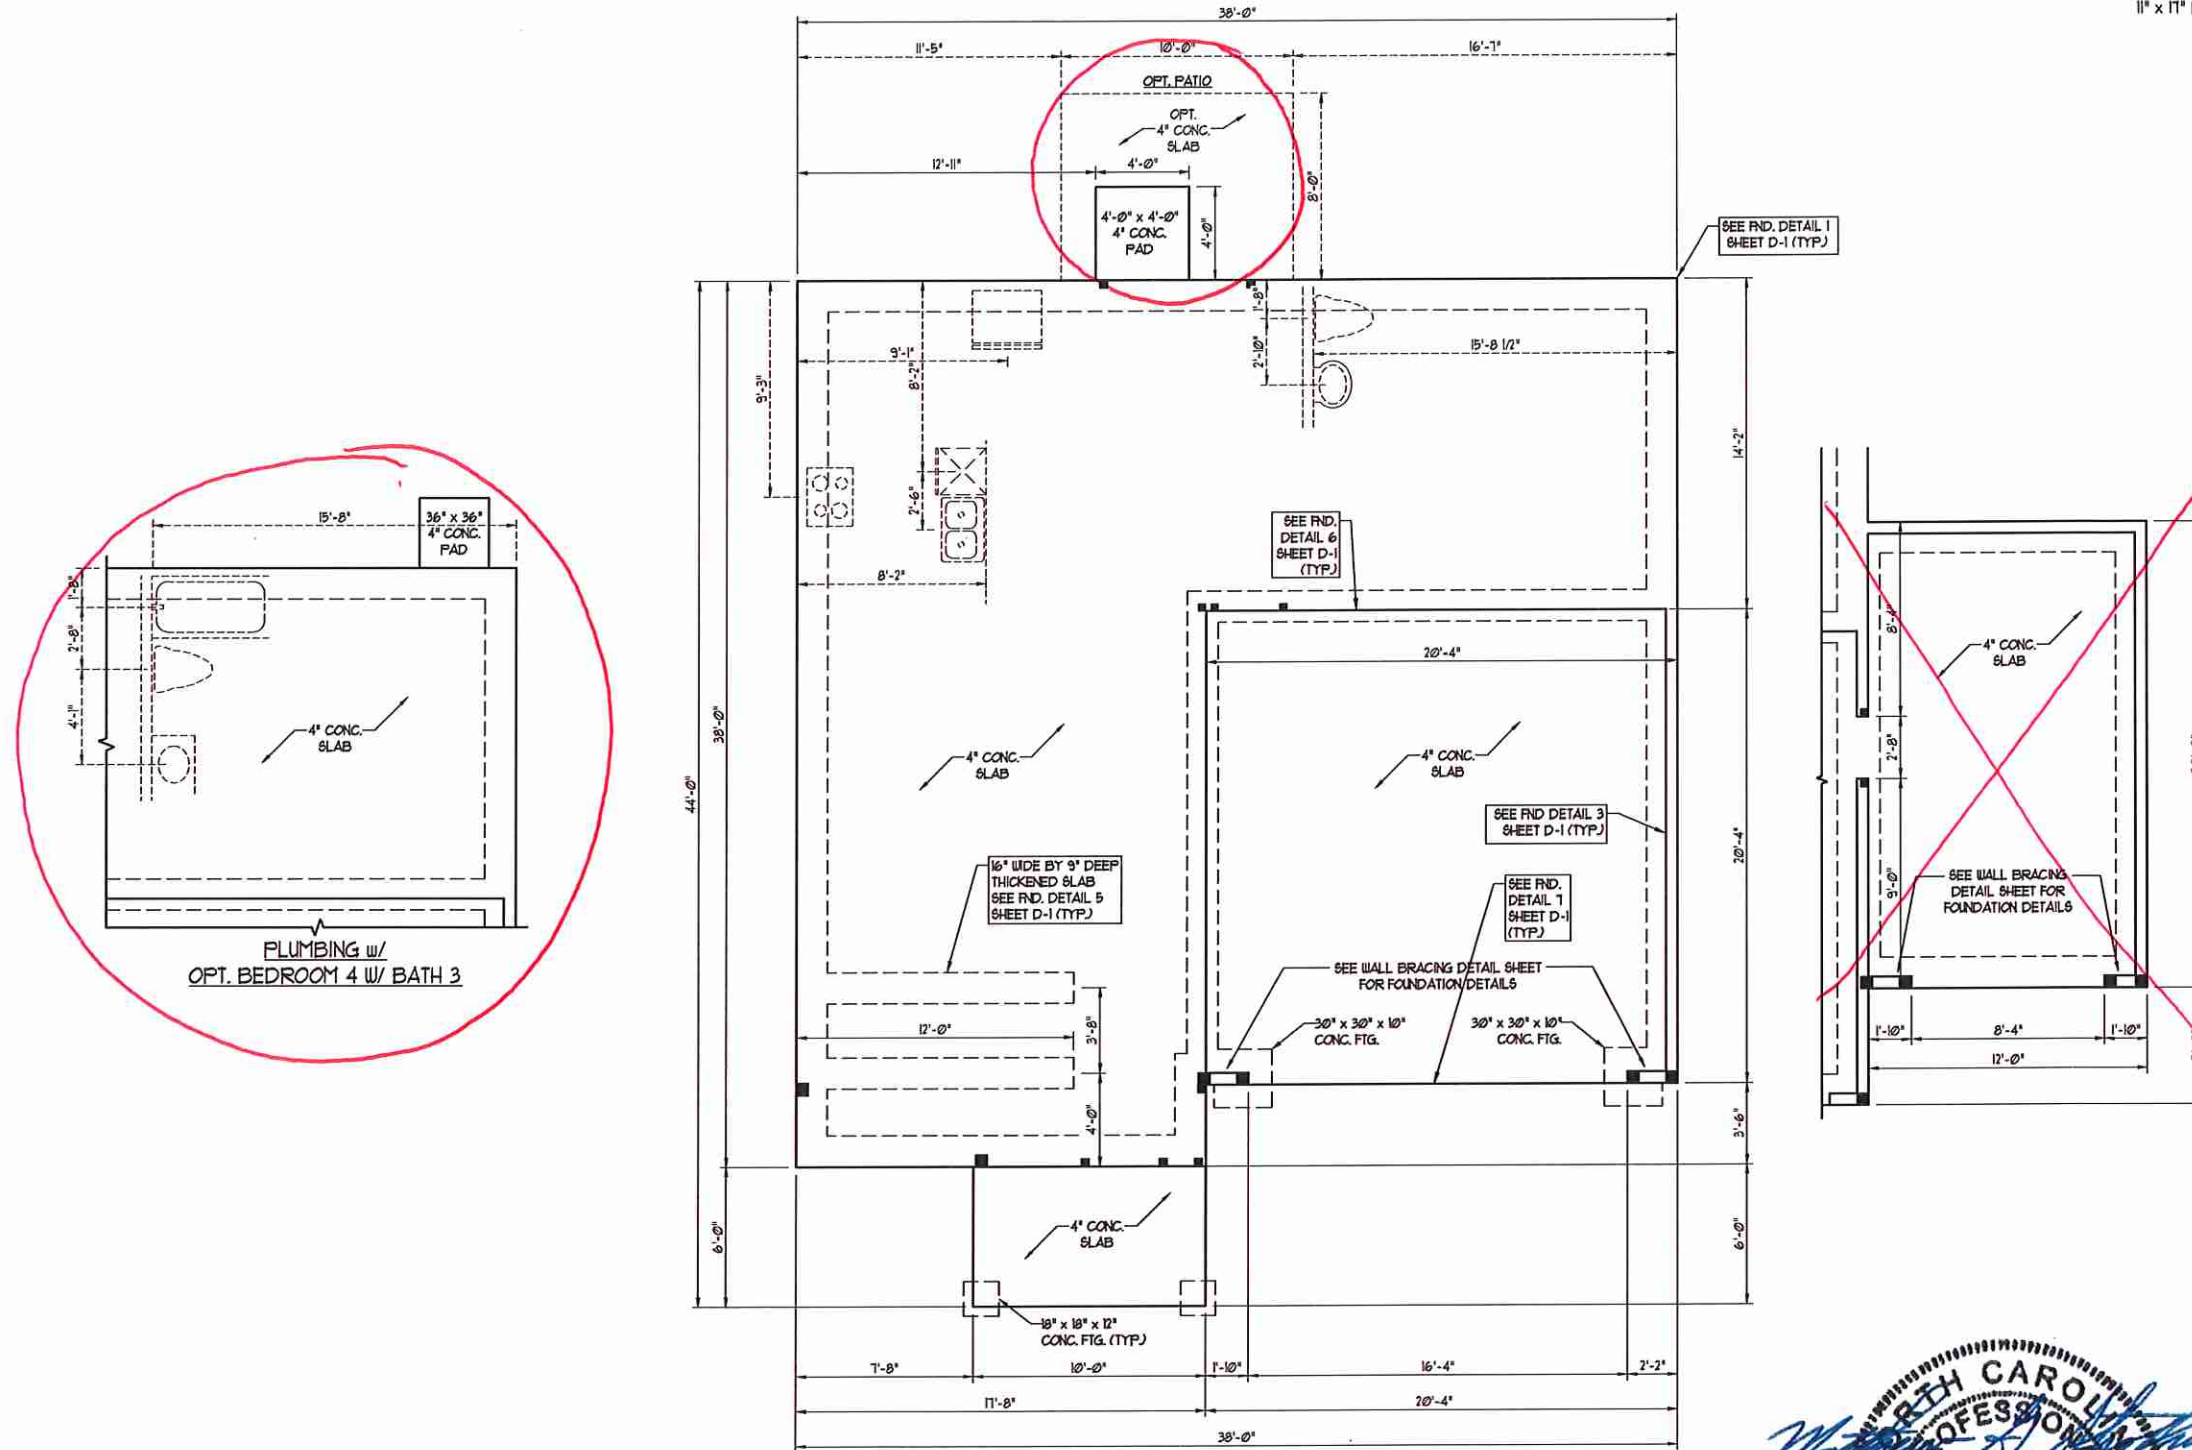 11" x 17"
38'-0"
11'-5"
10'-0"
16'-7"
OPT. PATIO
OPT.
4" CONC.
SLAB
12'-11"
4'-0"
8'-0"
4'-0" x 4'-0"
4" CONC.
PAD
4'-0"
SEE FND. DETAIL 1
SHEET D-1 (TYP.)
9'-3"
9'-1"
8'-2"
2'-6"
8'-2"
1'-8"
2'-10"
15'-8 1/2"
14'-2"
15'-8"
36" x 36"
4" CONC.
PAD
1'-8"
2'-8"
4'-1"
4" CONC.
SLAB
PLUMBING w/
OPT. BEDROOM 4 W/ BATH 3
SEE FND.
DETAIL 6
SHEET D-1
(TYP.)
20'-4"
38'-0"
44'-0"
4" CONC.
SLAB
4" CONC.
SLAB
SEE FND DETAIL 3
SHEET D-1 (TYP.)
20'-4"
16" WIDE BY 9" DEEP
THICKENED SLAB
SEE FND. DETAIL 5
SHEET D-1 (TYP.)
SEE FND.
DETAIL 7
SHEET D-1
(TYP.)
SEE WALL BRACING DETAIL SHEET
FOR FOUNDATION DETAILS
30" x 30" x 10"
CONC. FTG.
30" x 30" x 10"
CONC. FTG.
12'-0"
3'-8"
4'-0"
3'-6"
8'-4"
4" CONC.
SLAB
2'-8"
9'-0"
SEE WALL BRACING
DETAIL SHEET FOR
FOUNDATION DETAILS
1'-10"
8'-4"
1'-10"
12'-0"
6'-0"
4" CONC.
SLAB
6'-0"
18" x 18" x 12"
CONC. FTG. (TYP.)
7'-8"
10'-0"
1'-10"
16'-4"
2'-2"
17'-8"
20'-4"
38'-0"
RTH CAROLI
OFESSION